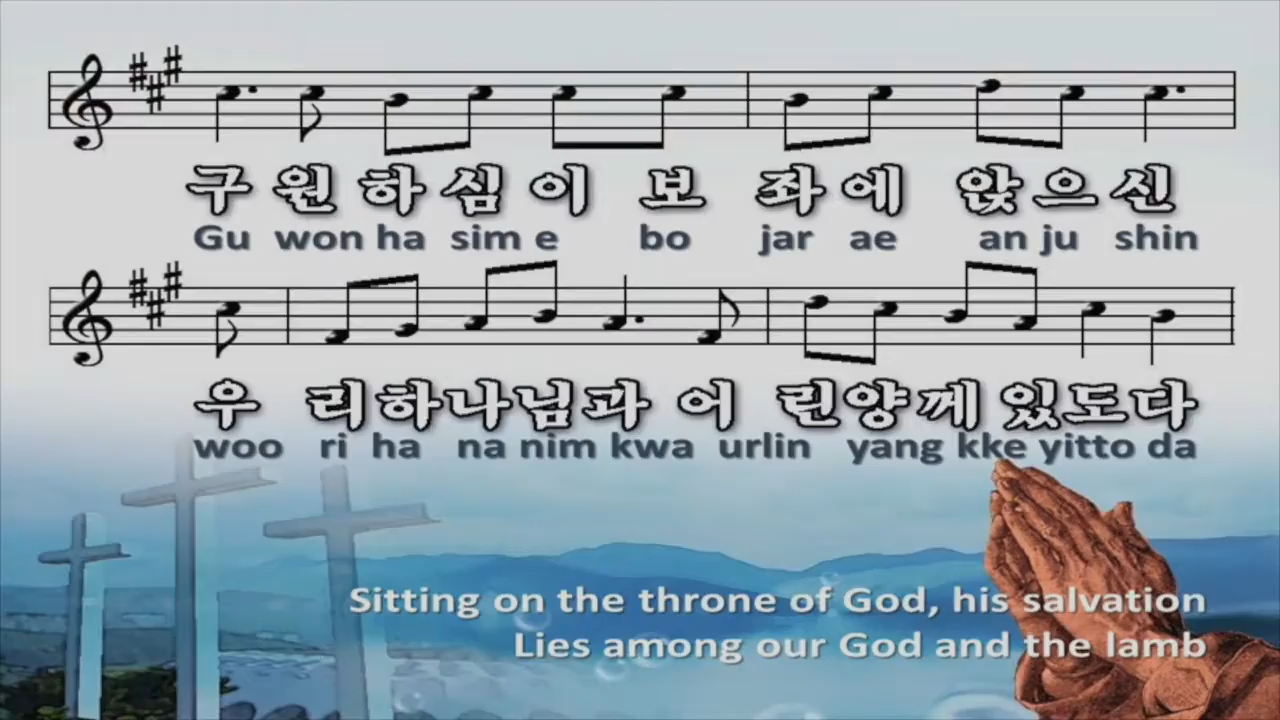 구원하심이 보좌에 앉으신
Gu won ha sim e bo jar ae an ju shin
우 리하나님과 어 린양께 있도다
woo ri ha na nim kwa urlin yang kke yitto da
Sitting on the throne of God, his salvation
Lies among our God and the lamb